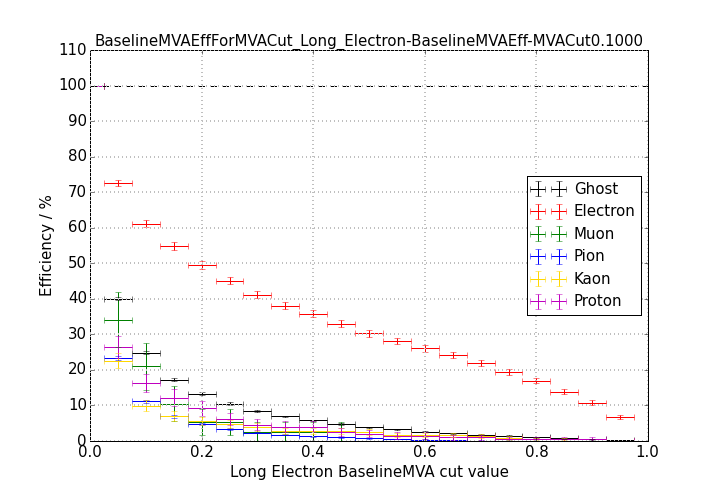 BaselineMVAEffForMVACut_Long_Electron-BaselineMVAEff-MVACut0.1000
110
100
90
80
70
60
50
40
30
20
10
0
Efficiency / %
Ghost
Electron
Muon
Pion
Kaon
Proton
0.0 0.2 0.4 0.6 0.8 1.0
Long Electron BaselineMVA cut value